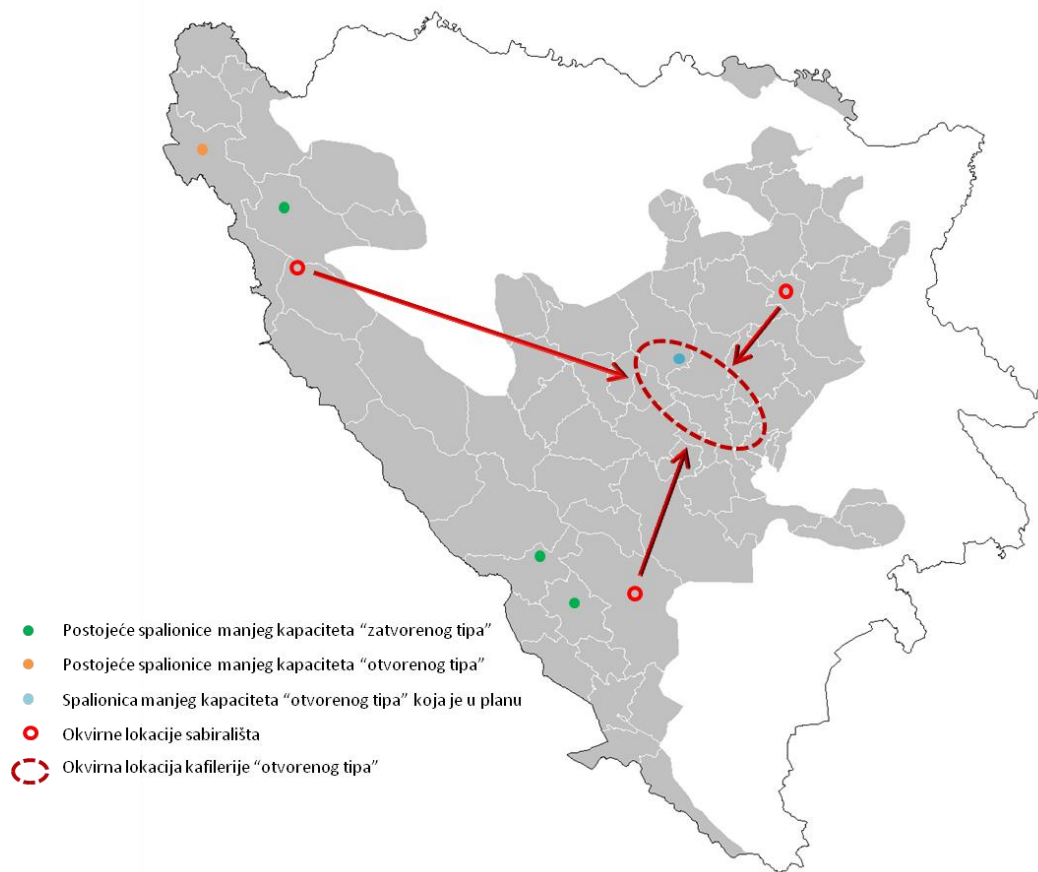 Postojeće spalionice manjeg kapaciteta “zatvorenog tipa”
Postojeće spalionice manjeg kapaciteta “otvorenog tipa”
Spalionica manjeg kapaciteta “otvorenog tipa” koja je u planu
Okvirne lokacije sabirališta
Okvirna lokacija kafilerije “otvorenog tipa”